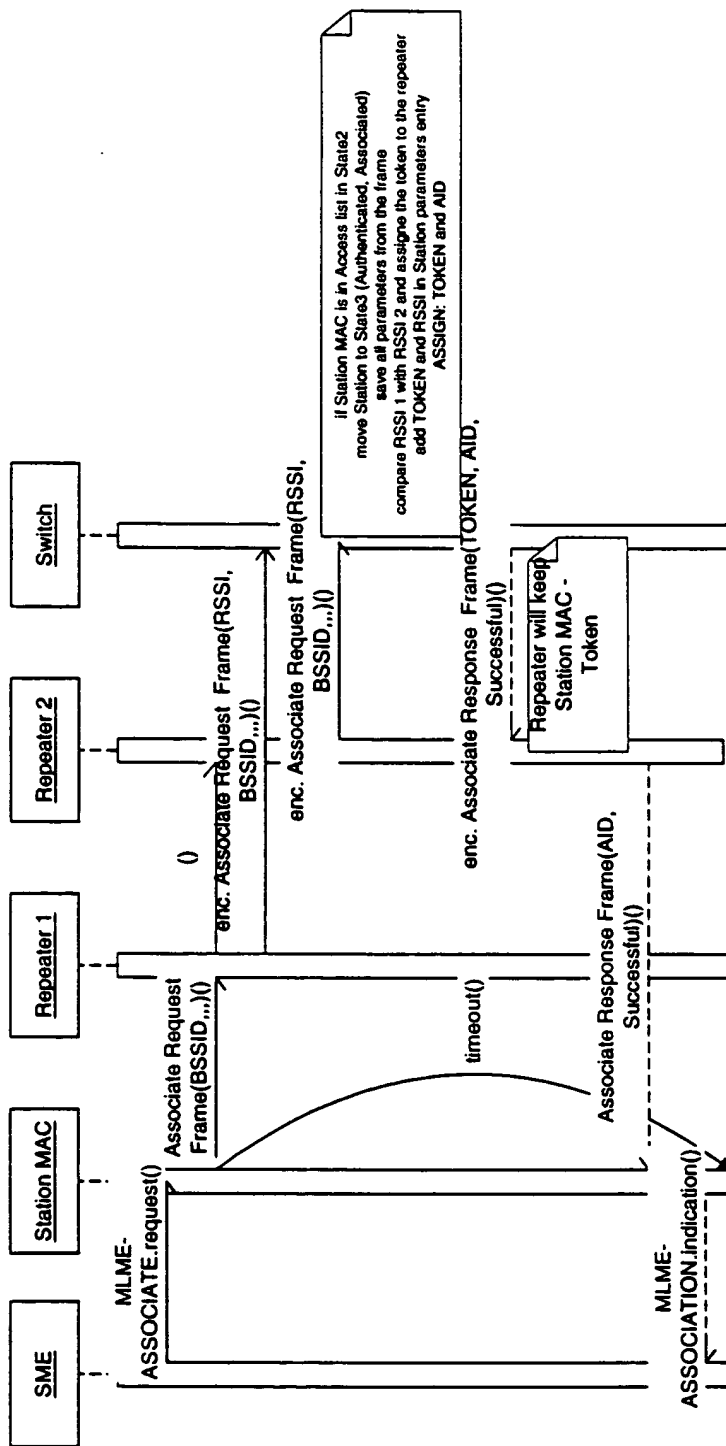 SME
Station MAC
Repeater 1
Repeater 2
Switch
MLME-
ASSOCIATE.request()
Associate Request
Frame(BSSID,,,)()
()
enc. Associate Request Frame(RSSI,
BSSID,,,)()
enc. Associate Request Frame(RSSI,
BSSID,,,)()
if Station MAC is in Access list in State2
move Station to State3 (Authenticated, Associated)
save all parameters from the frame
compare RSSI 1 with RSSI 2 and assigne the token to the repeater
add TOKEN and RSSI in Station parameters entry
ASSIGN: TOKEN and AID
timeout()
enc. Associate Response Frame(TOKEN, AID,
Successful)()
Repeater will keep
Station MAC -
Token
Associate Response Frame(AID,
Successful)()
MLME-
ASSOCIATION.indication()